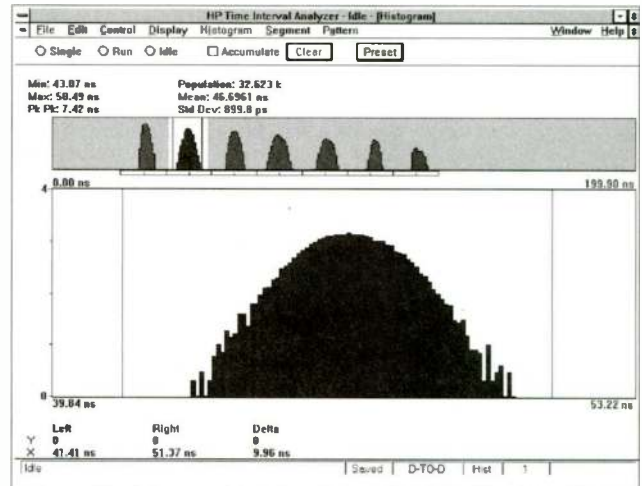 HP Time Interval Analyzer - Idle - [Histogram]
File Edit Control Display Histogram Segment Pattern Window Help
Single Run Idle Accumulate Clear Preset
Min: 43.07 ns Population: 32.623 k
Max: 50.49 ns Mean: 46.6961 ns
Pk Pk: 7.42 ns Std Dev: 899.8 ps
0.00 ns 199.90 ns
4
0
39.84 ns 53.22 ns
Left Right Delta
Y 0 0 0
X 41.41 ns 51.37 ns 9.96 ns
Idle Saved D-TO-D Hist 1